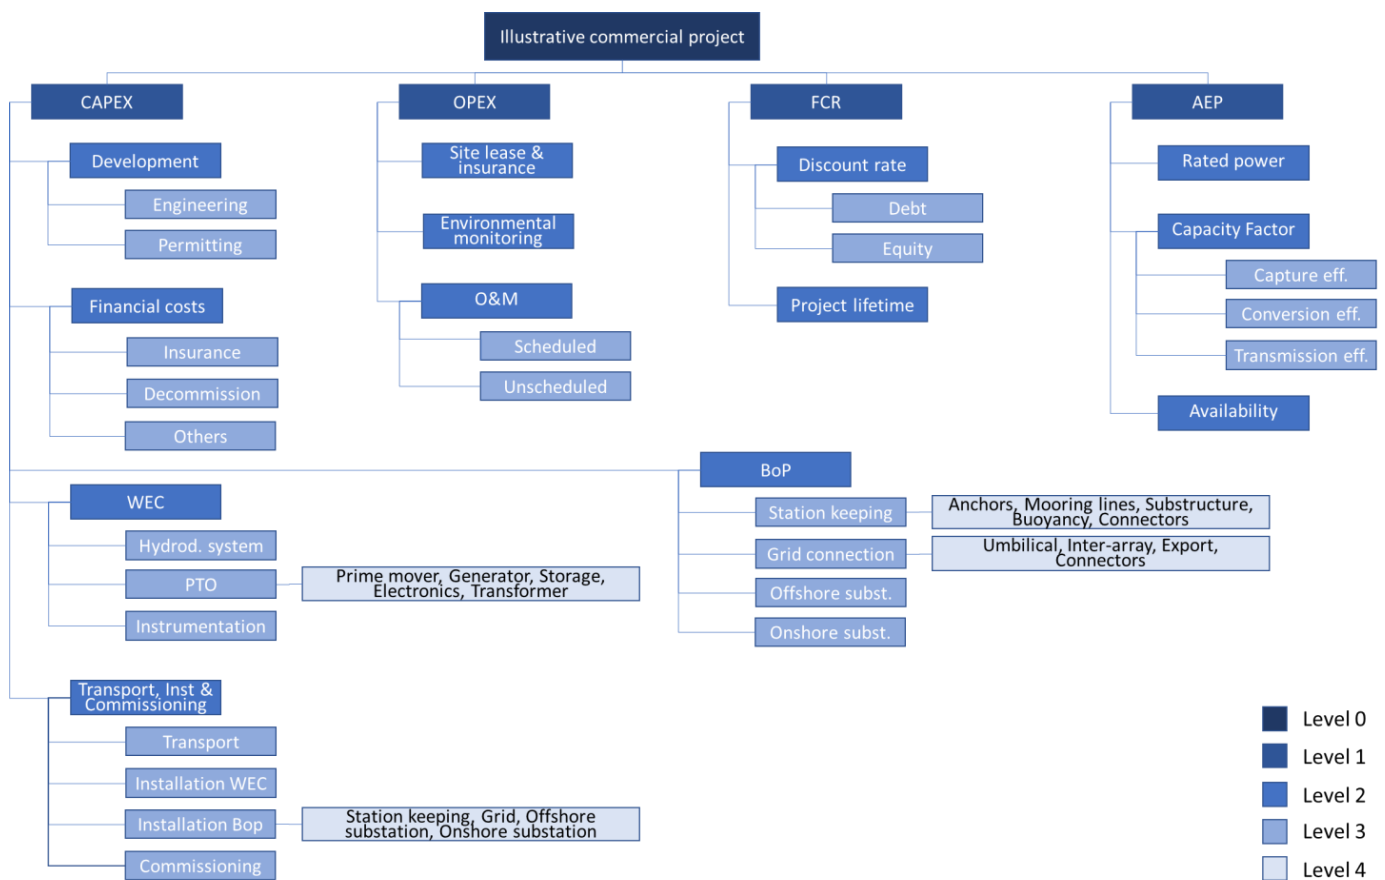 Illustrative commercial project
CAPEX
Development
Engineering
Permitting
Financial costs
Insurance
Decommission
Others
WEC
Hydrod. system
PTO
Prime mover, Generator, Storage,
Electronics, Transformer
Instrumentation
Transport, Inst &
Commissioning
Transport
Installation WEC
Installation Bop
Station keeping, Grid, Offshore
substation, Onshore substation
Commissioning
BoP
Station keeping
Anchors, Mooring lines, Substructure,
Buoyancy, Connectors
Grid connection
Umbilical, Inter-array, Export,
Connectors
Offshore subst.
Onshore subst.
OPEX
Site lease &
insurance
Environmental
monitoring
O&M
Scheduled
Unscheduled
FCR
Discount rate
Debt
Equity
Project lifetime
AEP
Rated power
Capacity Factor
Capture eff.
Conversion eff.
Transmission eff.
Availability
Level 0
Level 1
Level 2
Level 3
Level 4